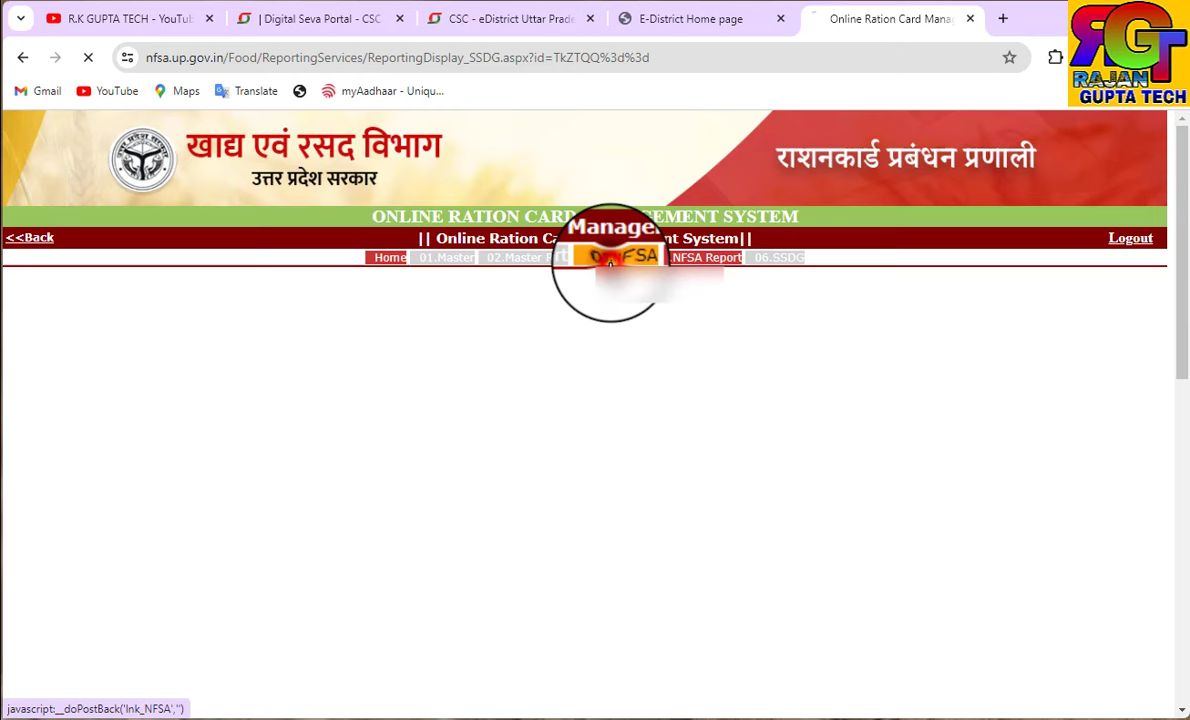 R.K GUPTA TECH - YouTub
| Digital Seva Portal - CSC
CSC - eDistrict Uttar Prade
E-District Home page
Online Ration Card Mana
nfsa.up.gov.in/Food/ReportingServices/ReportingDisplay_SSDG.aspx?id=TkZTQQ%3d%3d
Gmail
YouTube
Maps
Translate
myAadhaar - Uniqu...
RGT
RAJAN
GUPTA TECH
खाद्य एवं रसद विभाग
उत्तर प्रदेश सरकार
राशनकार्ड प्रबंधन प्रणाली
ONLINE RATION CARD EMENT SYSTEM
<<Back
|| Online Ration Ca Manage nt System||
Logout
Home
01.Master
02.Master
NFSA Report
06.SSDG
javascript:__doPostBack('lnk_NFSA','')